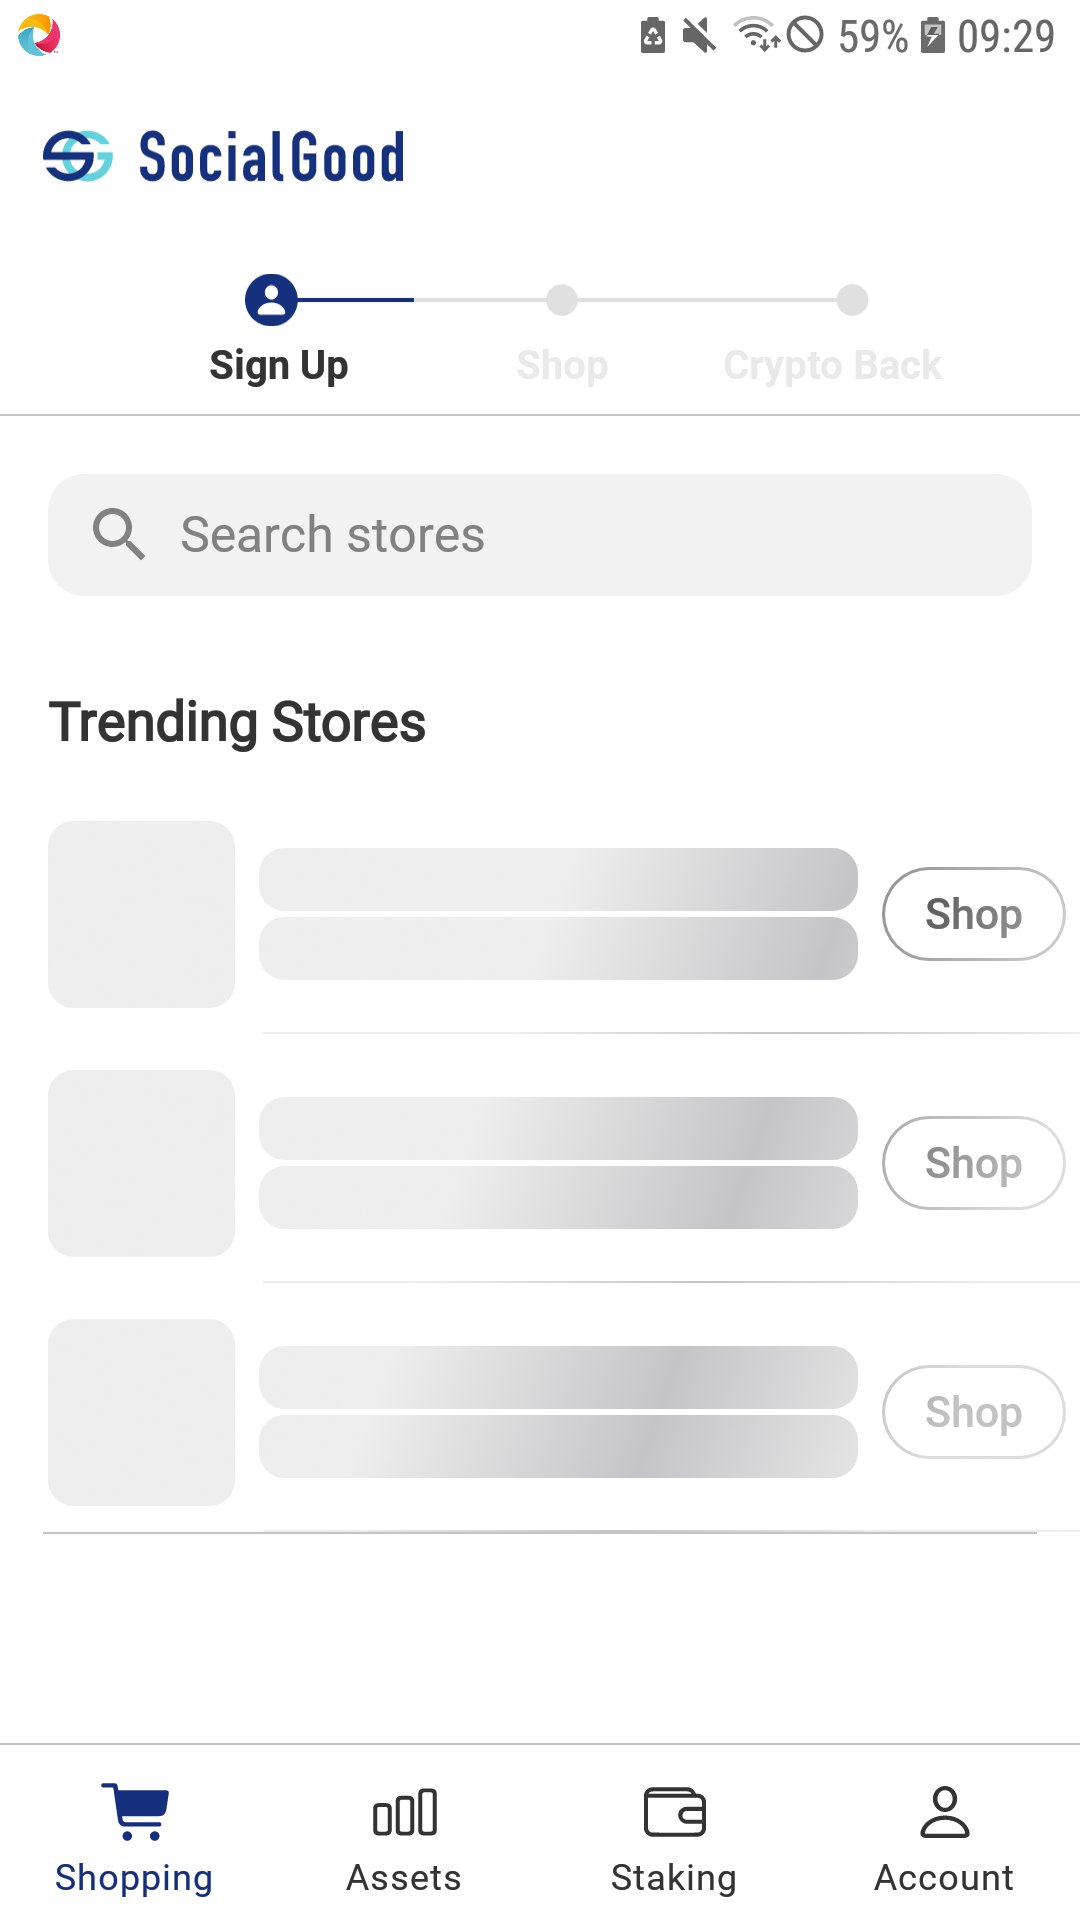 59% 09:29
SocialGood
Sign Up Shop Crypto Back
Search stores
Trending Stores
Shop
Shop
Shop
Shopping Assets Staking Account